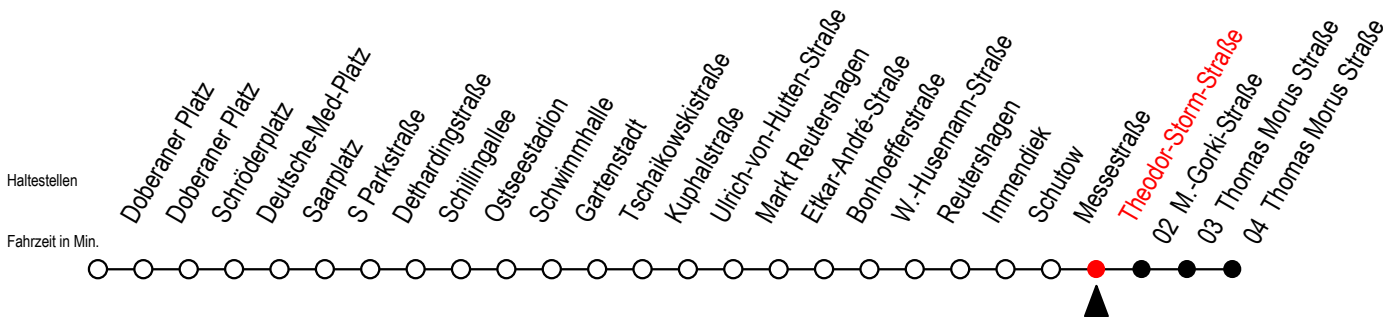 Haltestellen
Doberaner Platz
Doberaner Platz
Schröderplatz
Deutsche-Med-Platz
Saarplatz
S Parkstraße
Dethardingstraße
Schillingallee
Ostseestadion
Schwimmhalle
Gartenstadt
Tschaikowskistraße
Kuphalstraße
Ulrich-von-Hutten-Straße
Markt Reutershagen
Etkar-André-Straße
Bonhoefferstraße
W.-Husemann-Straße
Reutershagen
Immendiek
Schutow
Messestraße
Theodor-Storm-Straße
02 M.-Gorki-Straße
03 Thomas Morus Straße
04 Thomas Morus Straße
Fahrzeit in Min.